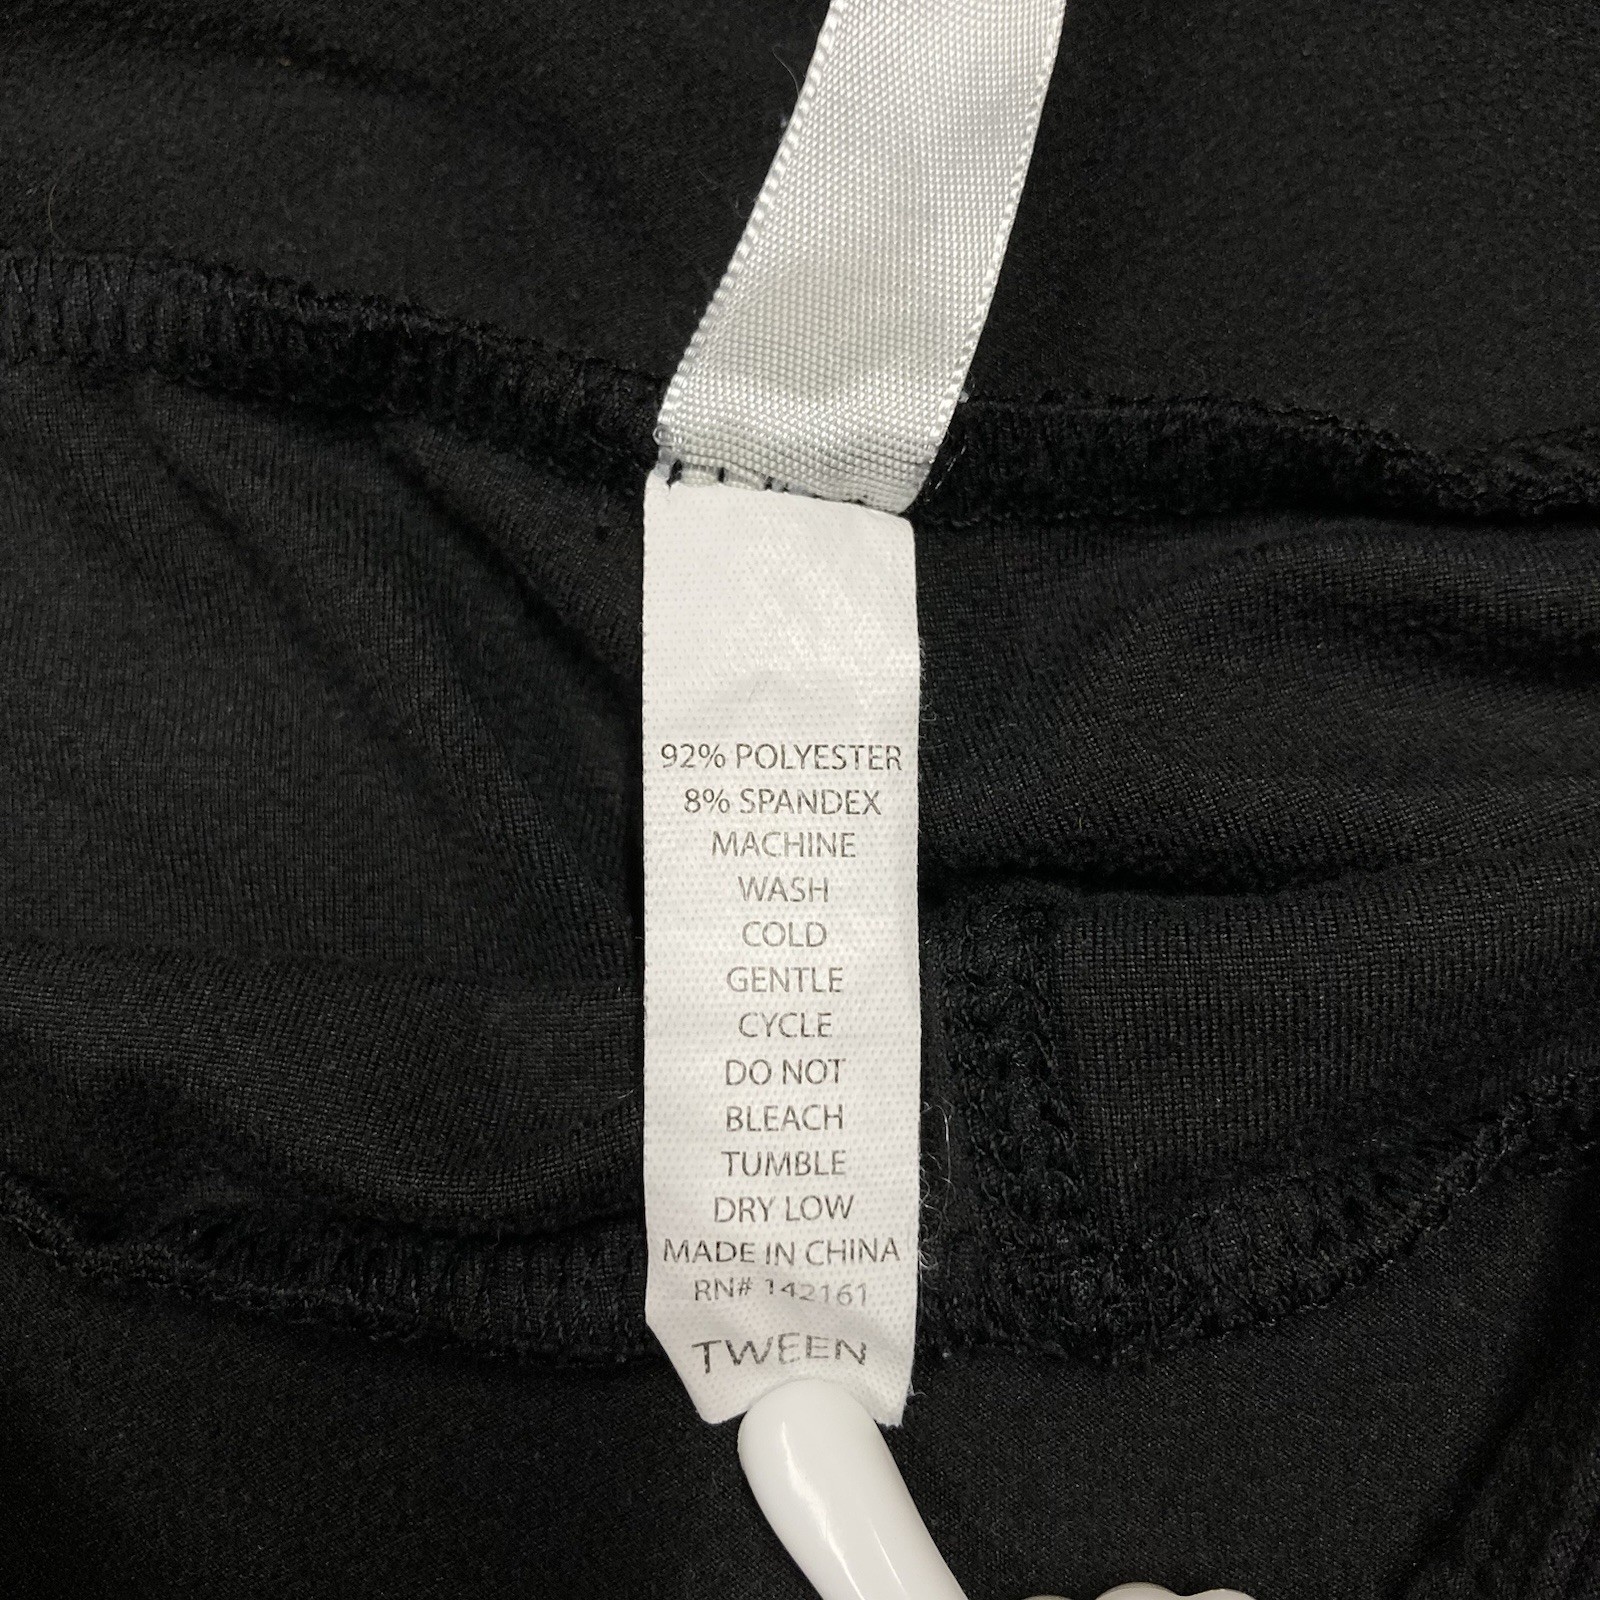 92% POLYESTER
8% SPANDEX
MACHINE
WASH
COLD
GENTLE
CYCLE
DO NOT
BLEACH
TUMBLE
DRY LOW
MADE IN CHINA
RN# 142161
TWEEN